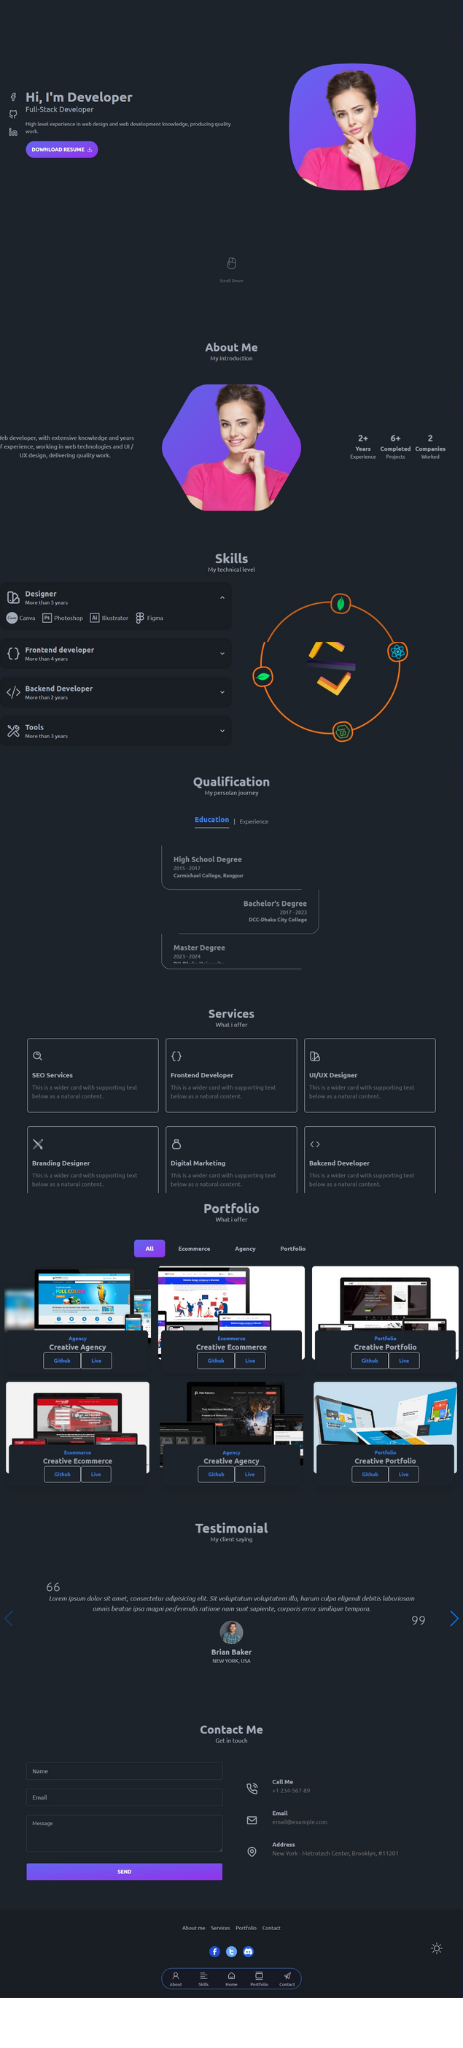 Hi, I'm Developer
Full-Stack Developer
High level experience in web design and web development knowledge, producing quality
work.
DOWNLOAD RESUME
Scroll Down
About Me
My Introduction
eb developer, with extensive knowledge and years
f experience, working in web technologies and UI /
UX design, delivering quality work.
2+ 6+ 2
Years Completed Companies
Experience Projects Worked
Skills
My technical level
Designer
More than 5 years
Canva Photoshop Illustrator Figma
Frontend developer
More than 4 years
Backend Developer
More than 2 years
Tools
More than 3 years
Qualification
My persolan journey
Education | Experience
High School Degree
2015 - 2017
Carmichael College, Rangpur
Bachelor's Degree
2017 - 2023
DCC-Dhaka City College
Master Degree
2023 - 2024
Services
What i offer
SEO Services
This is a wider card with supporting text
below as a natural content.
Frontend Developer
This is a wider card with supporting text
below as a natural content.
UI/UX Designer
This is a wider card with supporting text
below as a natural content.
Branding Designer
This is a wider card with supporting text
below as a natural content.
Digital Marketing
This is a wider card with supporting text
below as a natural content.
Bakcend Developer
This is a wider card with supporting text
below as a natural content.
Portfolio
What i offer
All Ecommerce Agency Portfolio
Agency
Creative Agency
Github Live
Ecommerce
Creative Ecommerce
Github Live
Portfolio
Creative Portfolio
Github Live
Ecommerce
Creative Ecommerce
Github Live
Agency
Creative Agency
Github Live
Portfolio
Creative Portfolio
Github Live
Testimonial
My client saying
Lorem ipsum dolor sit amet, consectetur adipisicing elit. Sit voluptatum voluptatem illo, harum culpa eligendi debitis laboriosam
omnis beatae ipsa magni perferendis ratione nam sunt sapiente, corporis error similique tempora.
Brian Baker
NEW YORK, USA
Contact Me
Get in touch
Name
Email
Message
SEND
Call Me
+1-234-567-89
Email
email@example.com
Address
New York - Metrotech Center, Brooklyn, #11201
About me Services Portfolio Contact
About Skills Home Portfolio Contact